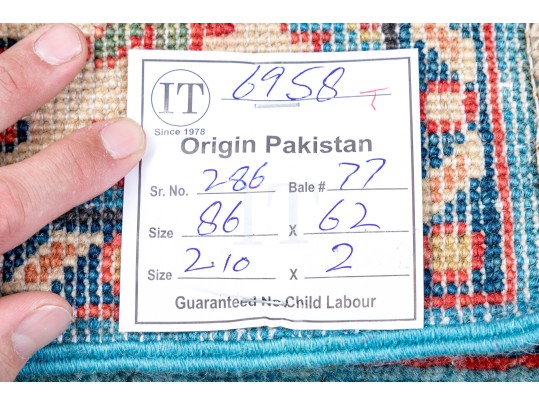 IT
6958 T
Since 1978
Origin Pakistan
Sr. No. 286 Bale # 77
Size 86 X 62
Size 2.10 X 2
Guaranteed No Child Labour